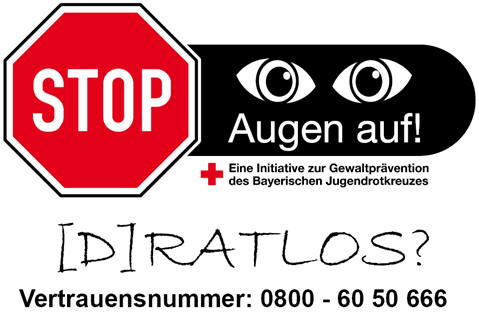 STOP
Augen auf!
Eine Initiative zur Gewaltprävention
des Bayerischen Jugendrotkreuzes
[D]RATLOS?
Vertrauensnummer: 0800 - 60 50 666